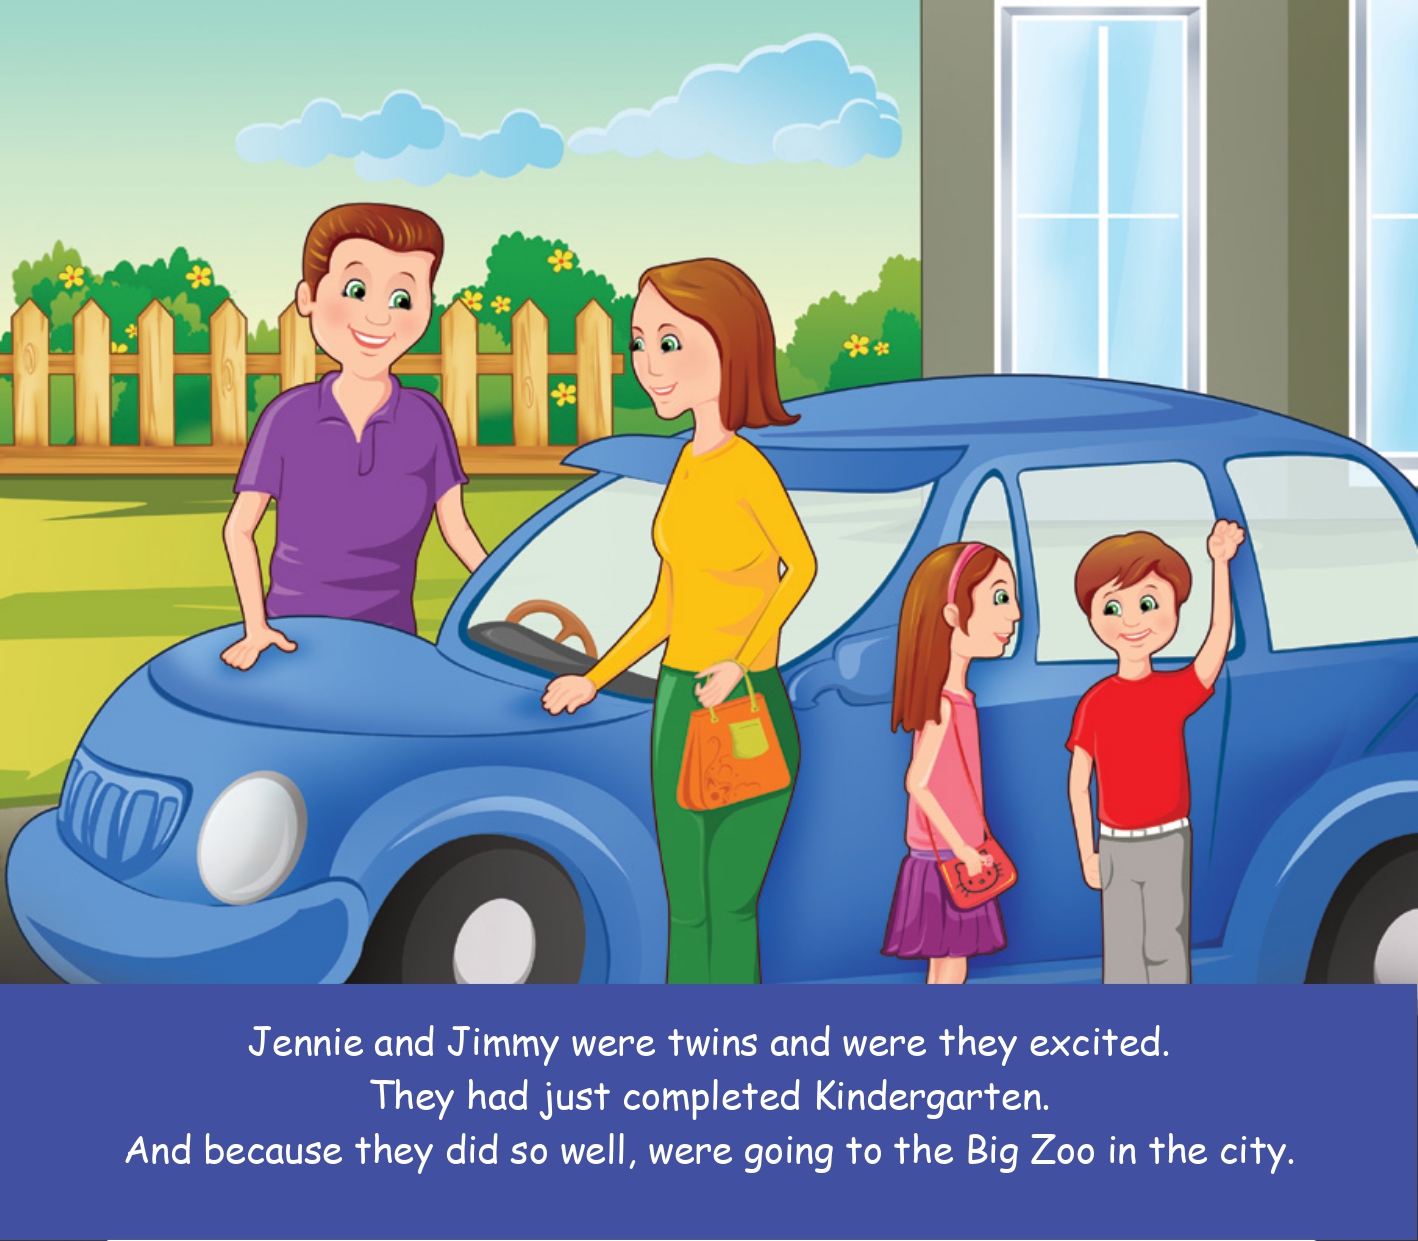 Jennie and Jimmy were twins and were they excited.
They had just completed Kindergarten.
And because they did so well, were going to the Big Zoo in the city.